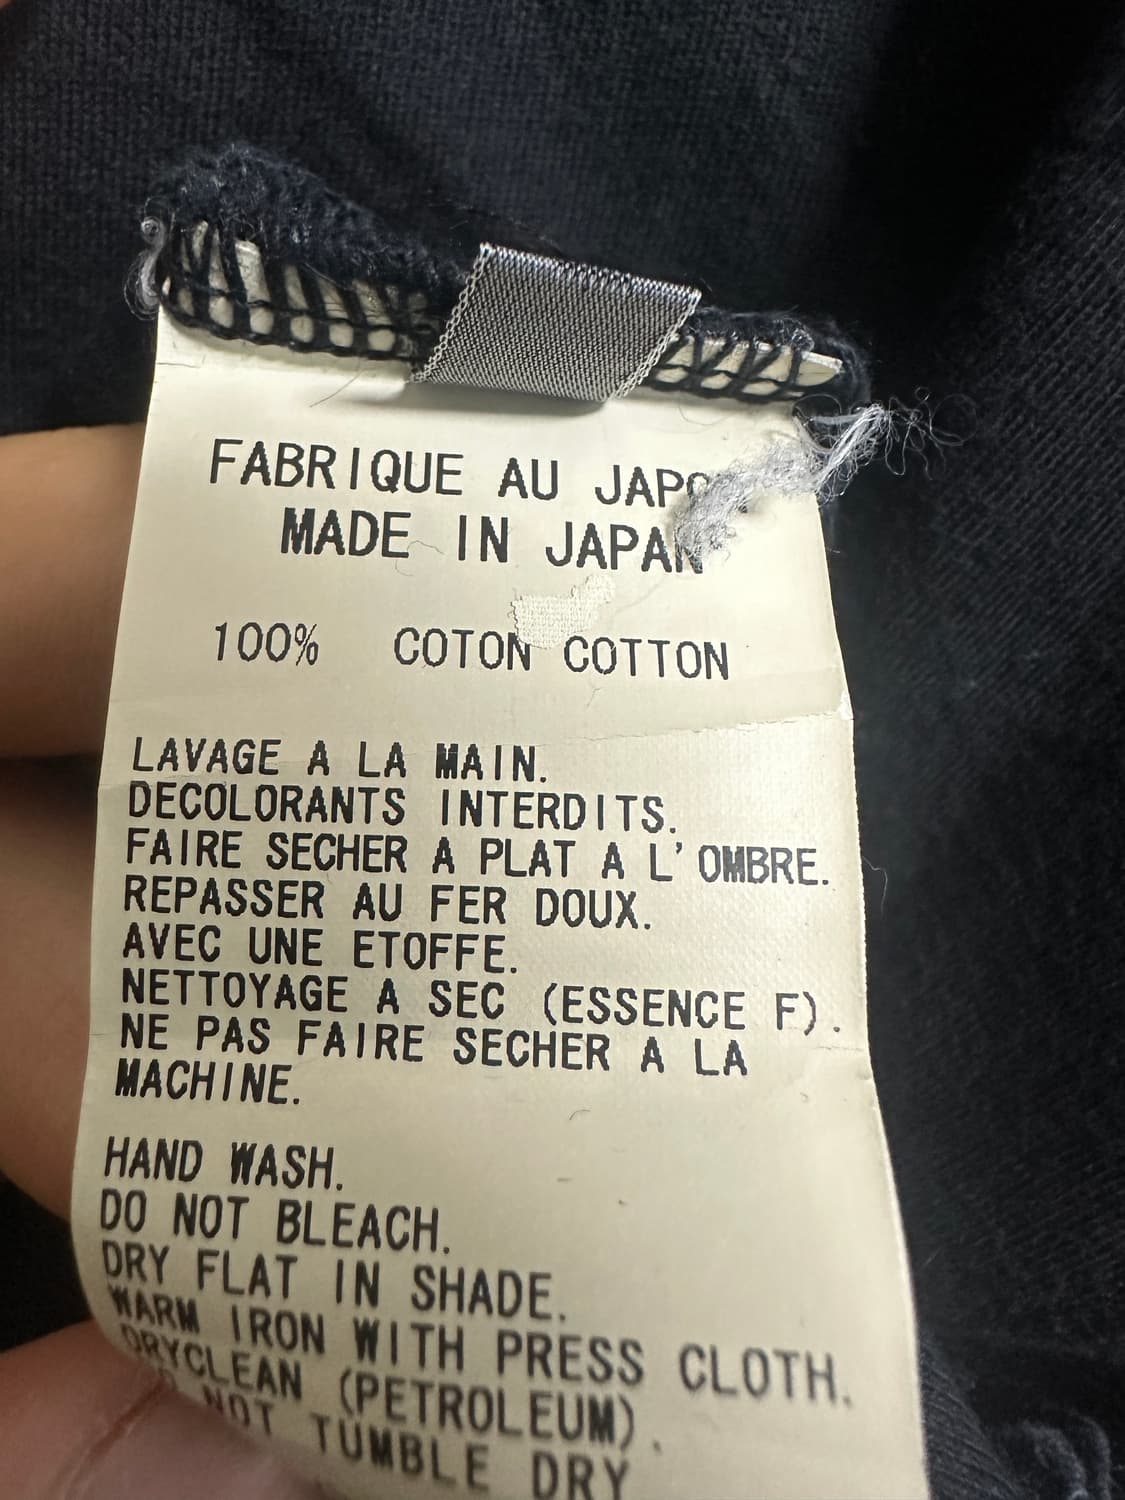 FABRIQUE AU JAPON
MADE IN JAPAN
100% COTON COTTON
LAVAGE A LA MAIN.
DECOLORANTS INTERDITS.
FAIRE SECHER A PLAT A L'OMBRE.
REPASSER AU FER DOUX.
AVEC UNE ETOFFE.
NETTOYAGE A SEC (ESSENCE F).
NE PAS FAIRE SECHER A LA
MACHINE.
HAND WASH.
DO NOT BLEACH.
DRY FLAT IN SHADE.
WARM IRON WITH PRESS CLOTH.
DRYCLEAN (PETROLEUM).
NOT TUMBLE DRY